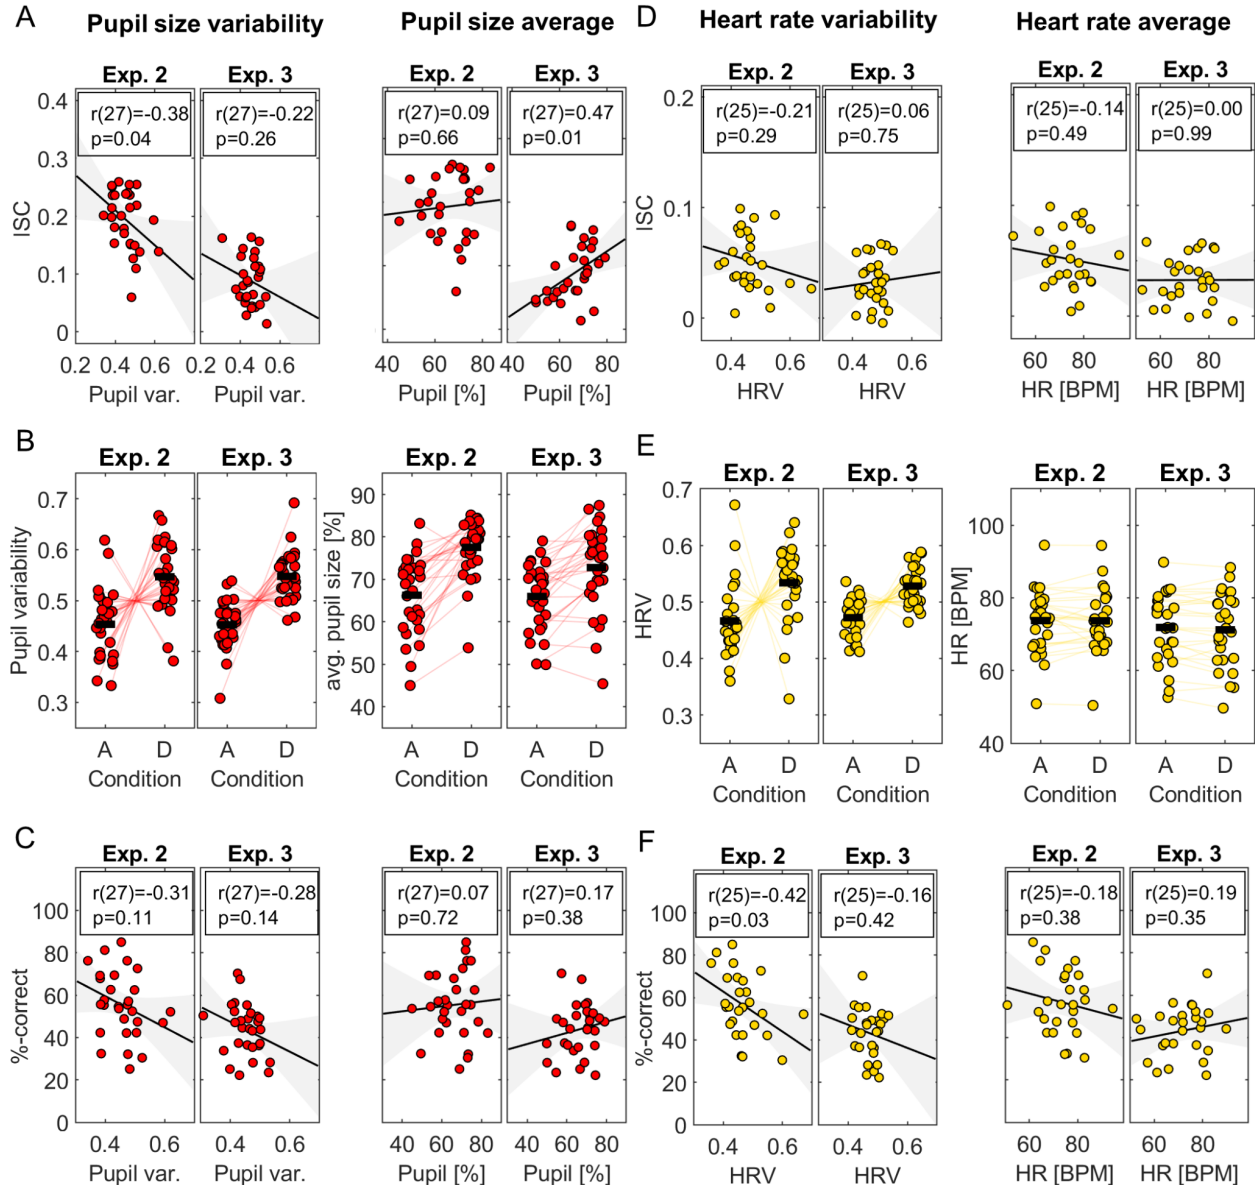 A
Pupil size variability
Pupil size average
Exp. 2
Exp. 3
Exp. 2
Exp. 3
r(27)=-0.38
p=0.04
r(27)=-0.22
p=0.26
r(27)=0.09
p=0.66
r(27)=0.47
p=0.01
ISC
0.4
0.3
0.2
0.1
0
0.2
0.4
0.6
0.4
0.6
40
60
80
40
60
80
Pupil var.
Pupil var.
Pupil [%]
Pupil [%]
D
Heart rate variability
Heart rate average
Exp. 2
Exp. 3
Exp. 2
Exp. 3
r(25)=-0.21
p=0.29
r(25)=0.06
p=0.75
r(25)=-0.14
p=0.49
r(25)=0.00
p=0.99
ISC
0.2
0.1
0
0.4
0.6
0.4
0.6
60
80
60
80
HRV
HRV
HR [BPM]
HR [BPM]
B
Exp. 2
Exp. 3
Exp. 2
Exp. 3
Pupil variability
0.7
0.6
0.5
0.4
0.3
avg. pupil size [%]
90
80
70
60
50
40
A
D
A
D
A
D
A
D
Condition
Condition
Condition
Condition
E
Exp. 2
Exp. 3
Exp. 2
Exp. 3
HRV
0.7
0.6
0.5
0.4
0.3
HR [BPM]
100
80
60
40
A
D
A
D
A
D
A
D
Condition
Condition
Condition
Condition
C
Exp. 2
Exp. 3
Exp. 2
Exp. 3
r(27)=-0.31
p=0.11
r(27)=-0.28
p=0.14
r(27)=0.07
p=0.72
r(27)=0.17
p=0.38
%-correct
100
80
60
40
20
0
0.4
0.6
0.4
0.6
40
60
80
40
60
80
Pupil var.
Pupil var.
Pupil [%]
Pupil [%]
F
Exp. 2
Exp. 3
Exp. 2
Exp. 3
r(25)=-0.42
p=0.03
r(25)=-0.16
p=0.42
r(25)=-0.18
p=0.38
r(25)=0.19
p=0.35
%-correct
100
80
60
40
20
0
0.4
0.6
0.4
0.6
60
80
60
80
HRV
HRV
HR [BPM]
HR [BPM]